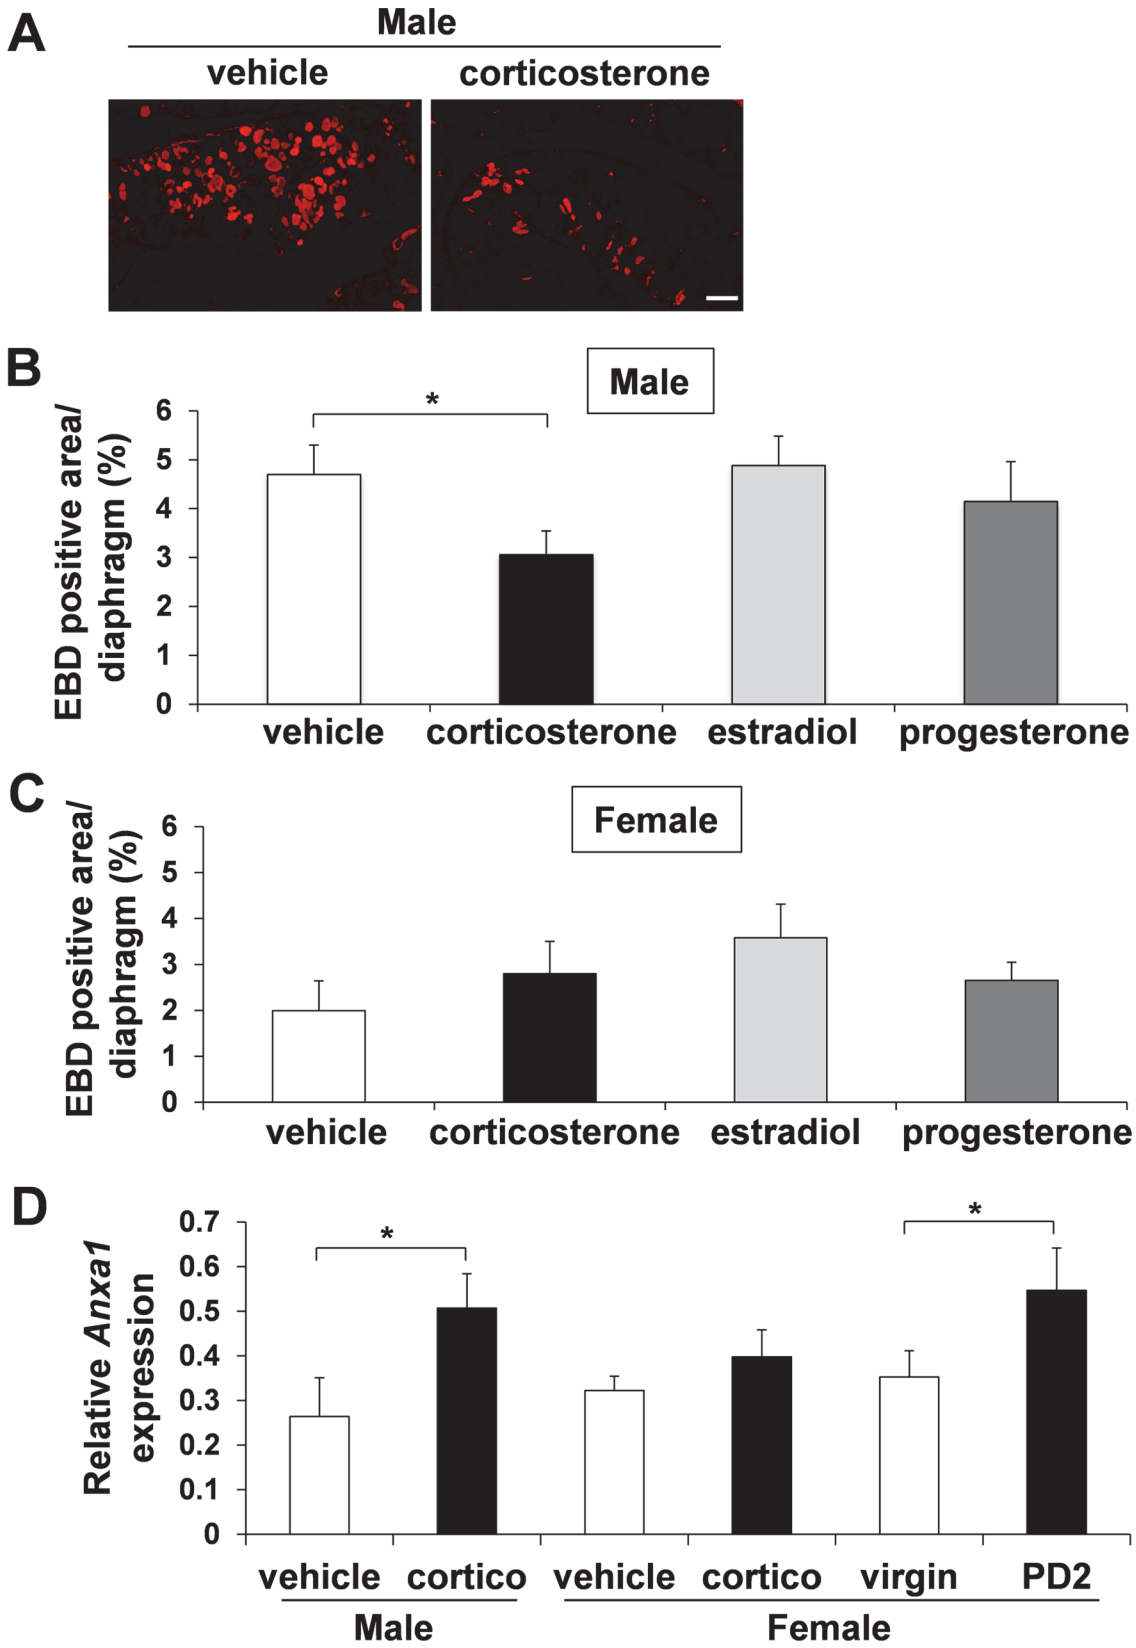 A
Male
vehicle corticosterone
B
Male
EBD positive area/
diaphragm (%)
6
5
4
3
2
1
0
*
vehicle corticosterone estradiol progesterone
C
Female
EBD positive area/
diaphragm (%)
6
5
4
3
2
1
0
vehicle corticosterone estradiol progesterone
D
Relative Anxa1
expression
0.7
0.6
0.5
0.4
0.3
0.2
0.1
0
* *
vehicle cortico vehicle cortico virgin PD2
Male Female